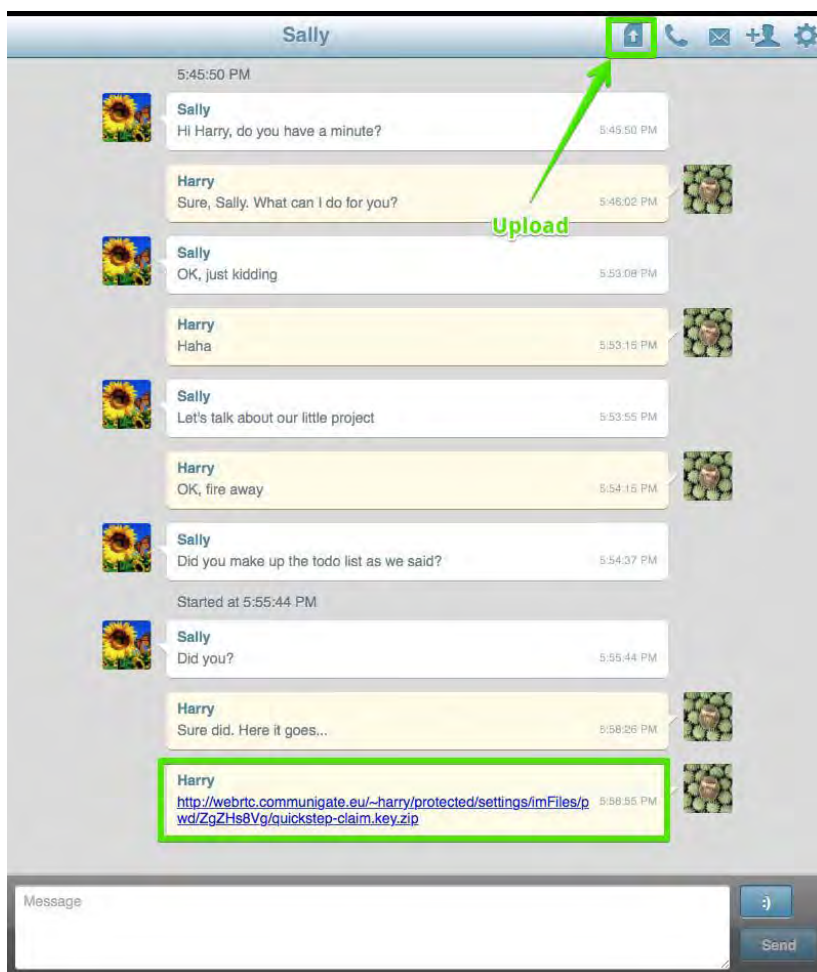 Sally
5:45:50 PM
Sally
Hi Harry, do you have a minute?
5:45:50 PM
Harry
Sure, Sally. What can I do for you?
5:46:02 PM
Upload
Sally
OK, just kidding
5:53:08 PM
Harry
Haha
5:53:15 PM
Sally
Let's talk about our little project
5:53:55 PM
Harry
OK, fire away
5:54:15 PM
Sally
Did you make up the todo list as we said?
5:54:37 PM
Started at 5:55:44 PM
Sally
Did you?
5:55:44 PM
Harry
Sure did. Here it goes...
5:58:26 PM
Harry
http://webrtc.communigate.eu/~harry/protected/settings/imFiles/p
5:58:55 PM
wd/ZgZHs8Vg/quickstep-claim.key.zip
Message
:)
Send